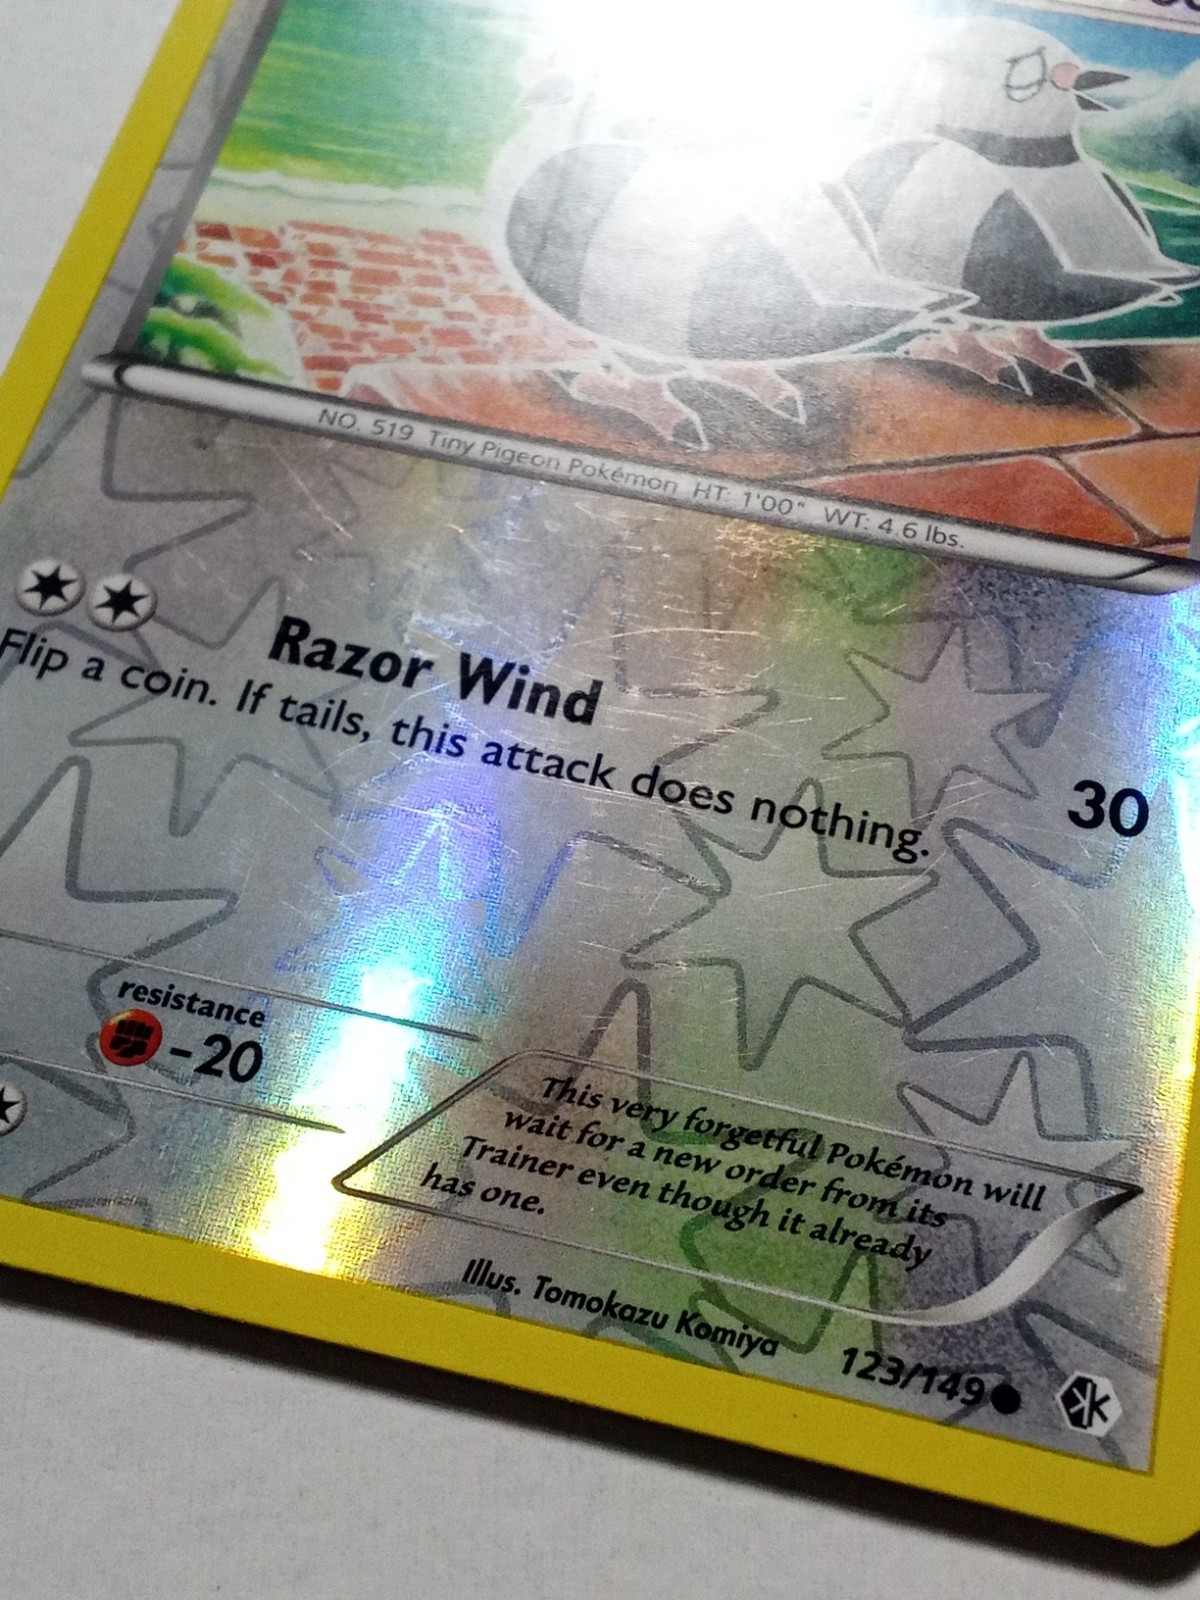 NO. 519 Tiny Pigeon Pokémon HT: 1'00" WT: 4.6 lbs.
Razor Wind 30
Flip a coin. If tails, this attack does nothing.
resistance
-20
This very forgetful Pokémon will
wait for a new order from its
Trainer even though it already
has one.
Illus. Tomokazu Komiya
123/149